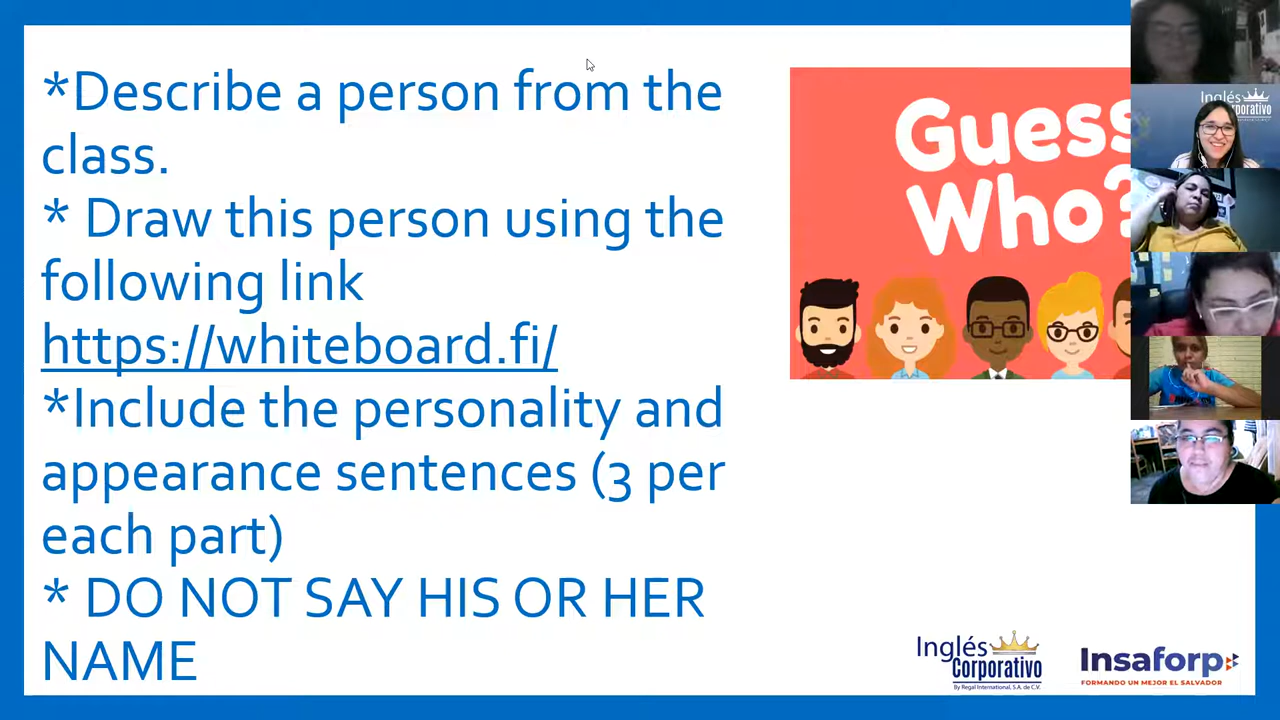 *Describe a person from the
class.
* Draw this person using the
following link
https://whiteboard.fi/
*Include the personality and
appearance sentences (3 per
each part)
* DO NOT SAY HIS OR HER
NAME
Guess
Who?
Inglés
Corporativo
By Regal International, S.A. de C.V.
Insaforp
FORMANDO UN MEJOR EL SALVADOR
Inglés
Corporativo